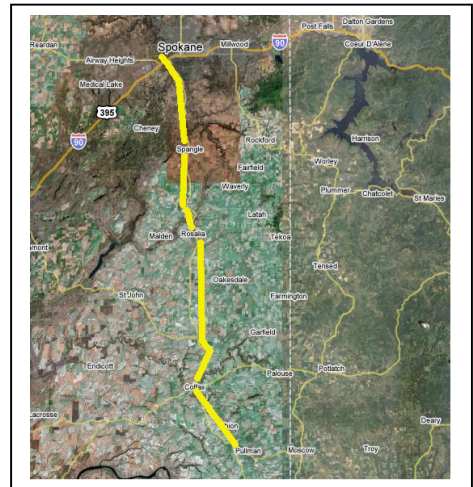 Dalton Gardens
Post Falls
Reardan
Spokane
Millwood
90
Coeur D'Alene
Airway Heights
Medical Lake
395
Cheney
90
Rockford
Harrison
Spangle
Worley
Fairfield
Waverly
Plummer
Chatcolet
St Maries
Latah
Malden
Rosalia
Tekoa
amont
Tensed
Oakesdale
St John
Farmington
Garfield
Endicott
Palouse
Potlatch
Colfax
Lacrosse
bion
Deary
Pullman
Moscow
Troy